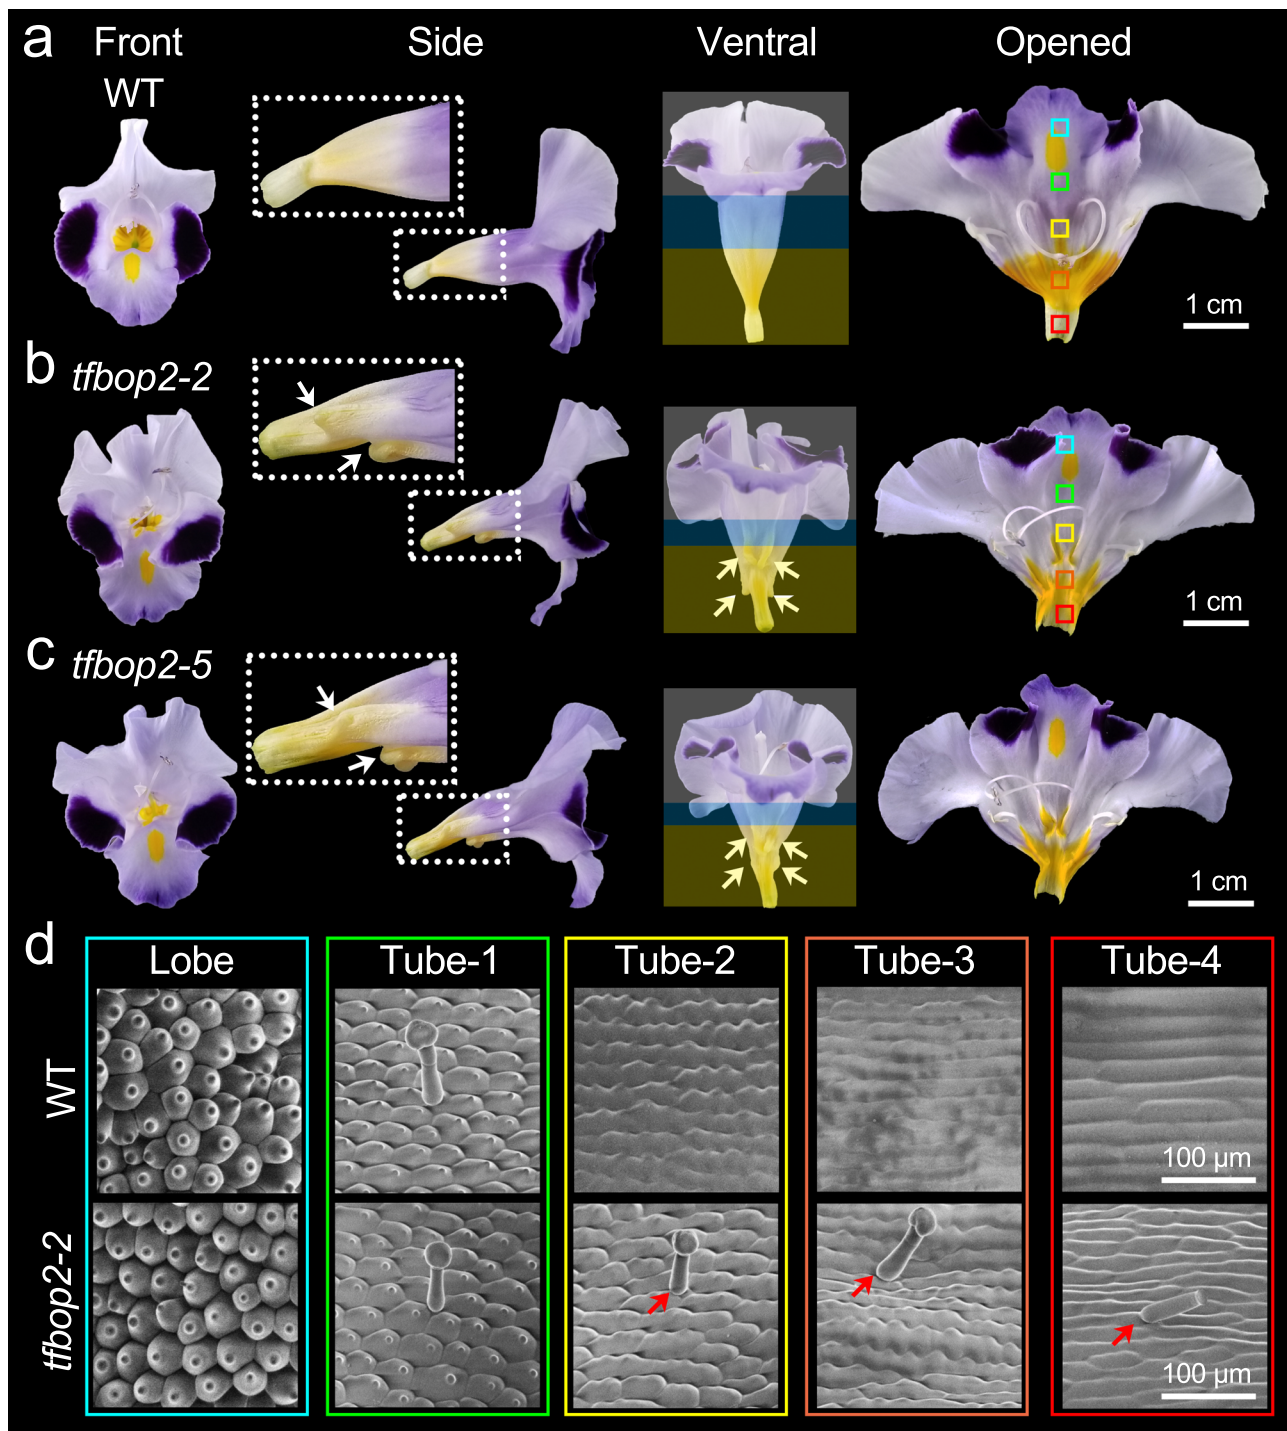 a Front Side Ventral Opened
WT
1 cm
b tfbop2-2
1 cm
c tfbop2-5
1 cm
d Lobe Tube-1 Tube-2 Tube-3 Tube-4
WT
100 µm
tfbop2-2
100 µm